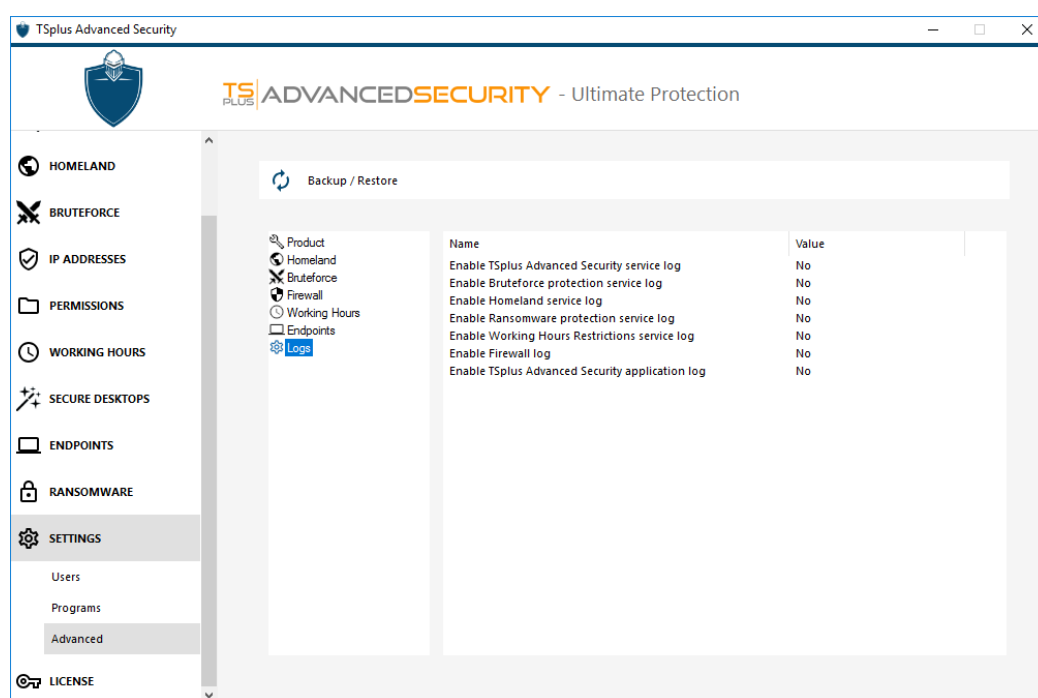 TSplus Advanced Security
TS PLUS ADVANCEDSECURITY - Ultimate Protection
HOMELAND
BRUTEFORCE
IP ADDRESSES
PERMISSIONS
WORKING HOURS
SECURE DESKTOPS
ENDPOINTS
RANSOMWARE
SETTINGS
Users
Programs
Advanced
LICENSE
Backup / Restore
Product
Homeland
Bruteforce
Firewall
Working Hours
Endpoints
Logs
Name Value
Enable TSplus Advanced Security service log No
Enable Bruteforce protection service log No
Enable Homeland service log No
Enable Ransomware protection service log No
Enable Working Hours Restrictions service log No
Enable Firewall log No
Enable TSplus Advanced Security application log No